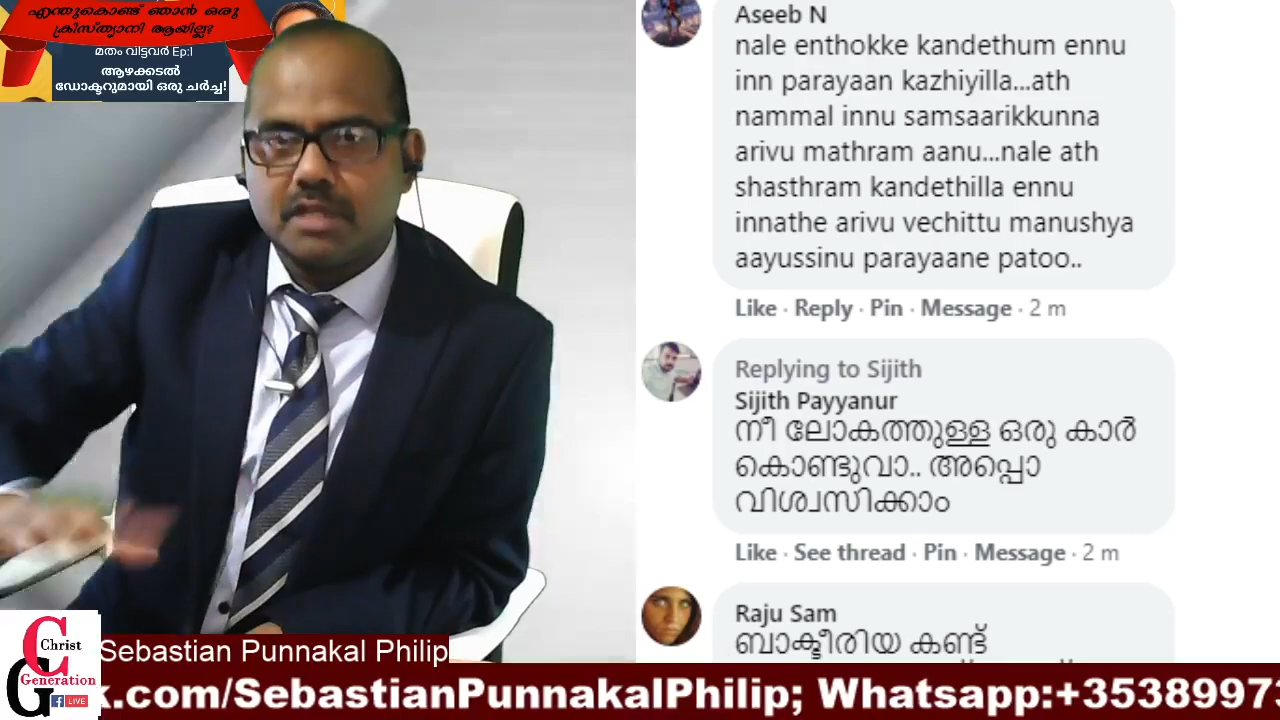 എന്തുകൊണ്ട് ഞാൻ ഒരു
ക്രിസ്ത്യാനി ആയില്ല?
മതം വിട്ടവർ Ep:1
ആഴക്കടൽ
ഡോക്ടറുമായി ഒരു ചർച്ച!
Aseeb N
nale enthokke kandethum ennu
inn parayaan kazhiyilla...ath
nammal innu samsaarikkunna
arivu mathram aanu...nale ath
shasthram kandethilla ennu
innathe arivu vechittu manushya
aayussinu parayaane patoo..
Like · Reply · Pin · Message · 2 m
Replying to Sijith
Sijith Payyanur
നീ ലോകത്തുള്ള ഒരു കാർ
കൊണ്ടുവാ.. അപ്പൊ
വിശ്വസിക്കാം
Like · See thread · Pin · Message · 2 m
Raju Sam
ബാക്ടീരിയ കണ്ട്
Christ
Generation
LIVE
Sebastian Punnakal Philip
k.com/SebastianPunnakalPhilip; Whatsapp:+35389973